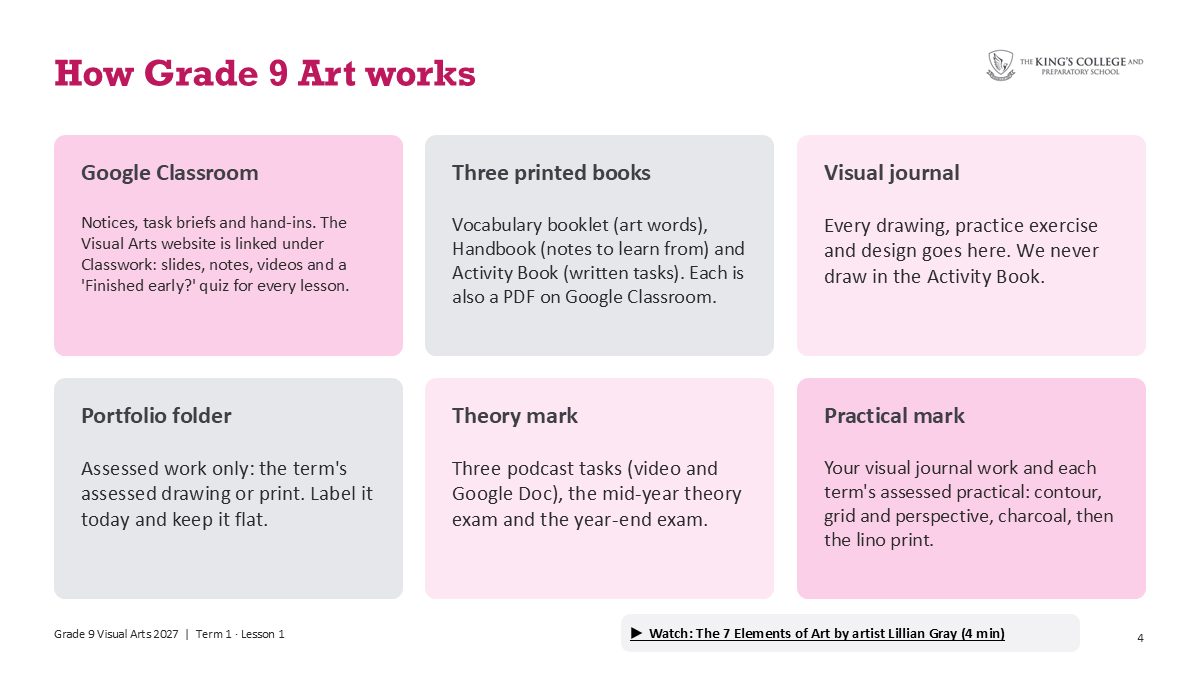 How Grade 9 Art works
THE KING'S COLLEGE AND
PREPARATORY SCHOOL
Google Classroom
Notices, task briefs and hand-ins. The
Visual Arts website is linked under
Classwork: slides, notes, videos and a
'Finished early?' quiz for every lesson.
Three printed books
Vocabulary booklet (art words),
Handbook (notes to learn from) and
Activity Book (written tasks). Each is
also a PDF on Google Classroom.
Visual journal
Every drawing, practice exercise
and design goes here. We never
draw in the Activity Book.
Portfolio folder
Assessed work only: the term's
assessed drawing or print. Label it
today and keep it flat.
Theory mark
Three podcast tasks (video and
Google Doc), the mid-year theory
exam and the year-end exam.
Practical mark
Your visual journal work and each
term's assessed practical: contour,
grid and perspective, charcoal, then
the lino print.
Grade 9 Visual Arts 2027 | Term 1 · Lesson 1
▶ Watch: The 7 Elements of Art by artist Lillian Gray (4 min)
4